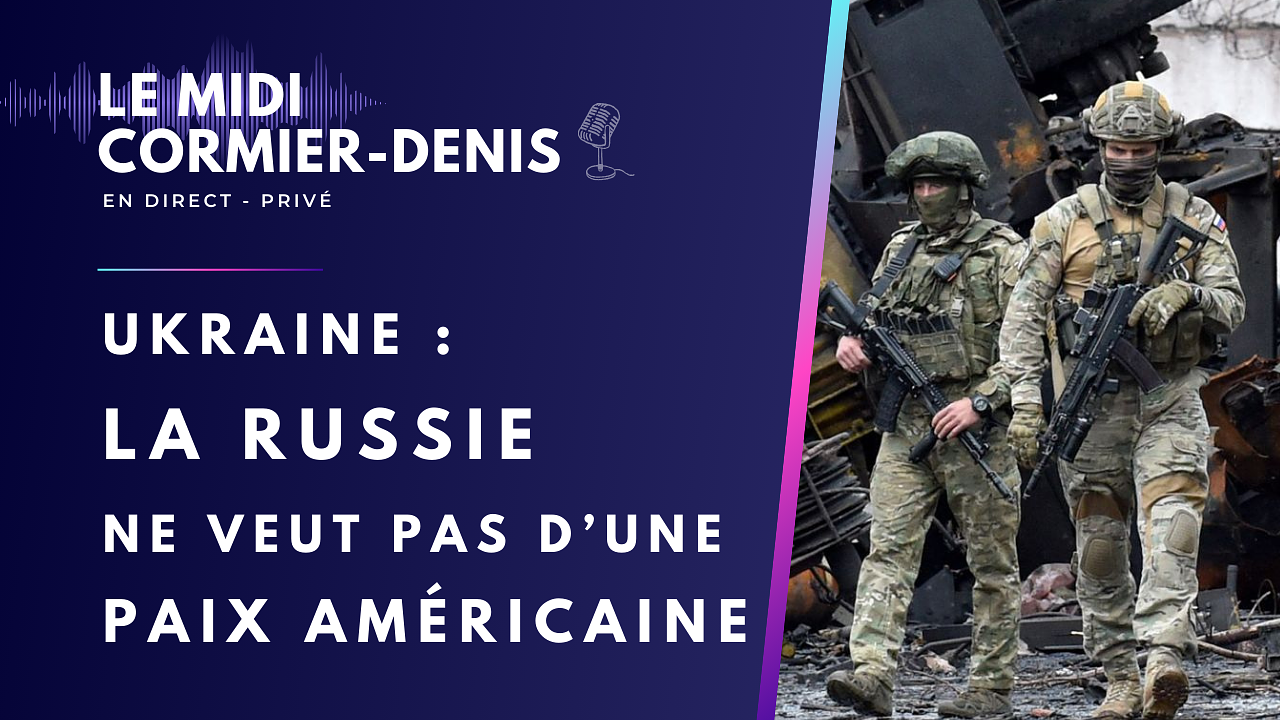 LE MIDI
CORMIER-DENIS
EN DIRECT - PRIVÉ
UKRAINE :
LA RUSSIE
NE VEUT PAS D’UNE
PAIX AMÉRICAINE